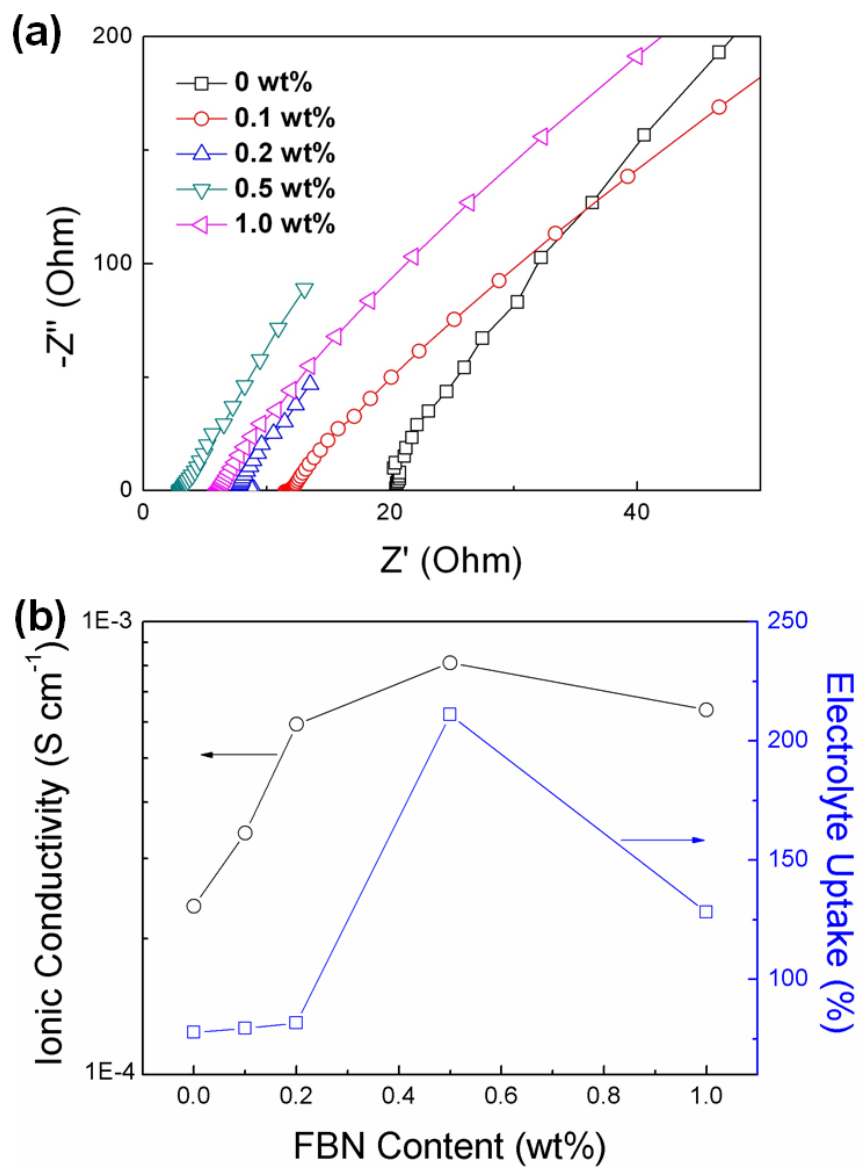 (a)
200
100
0
-Z" (Ohm)
0 wt%
0.1 wt%
0.2 wt%
0.5 wt%
1.0 wt%
0 20 40
Z' (Ohm)
(b)
1E-3
1E-4
Ionic Conductivity (S cm⁻¹)
250
200
150
100
Electrolyte Uptake (%)
0.0 0.2 0.4 0.6 0.8 1.0
FBN Content (wt%)